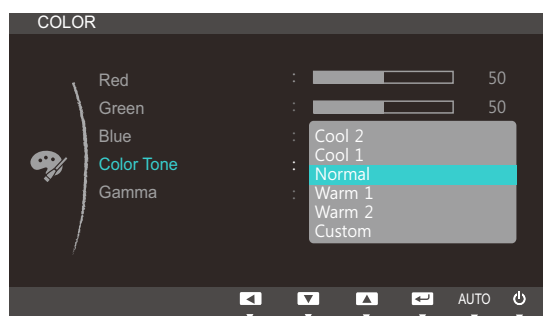 COLOR
Red : 50
Green : 50
Blue :
Color Tone :
Gamma :
Cool 2
Cool 1
Normal
Warm 1
Warm 2
Custom
AUTO